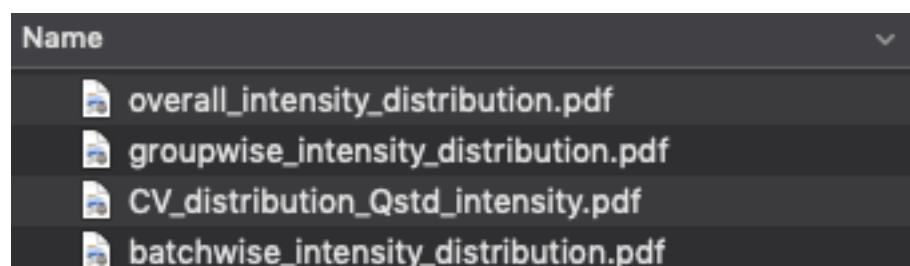 Name
overall_intensity_distribution.pdf
groupwise_intensity_distribution.pdf
CV_distribution_Qstd_intensity.pdf
batchwise_intensity_distribution.pdf